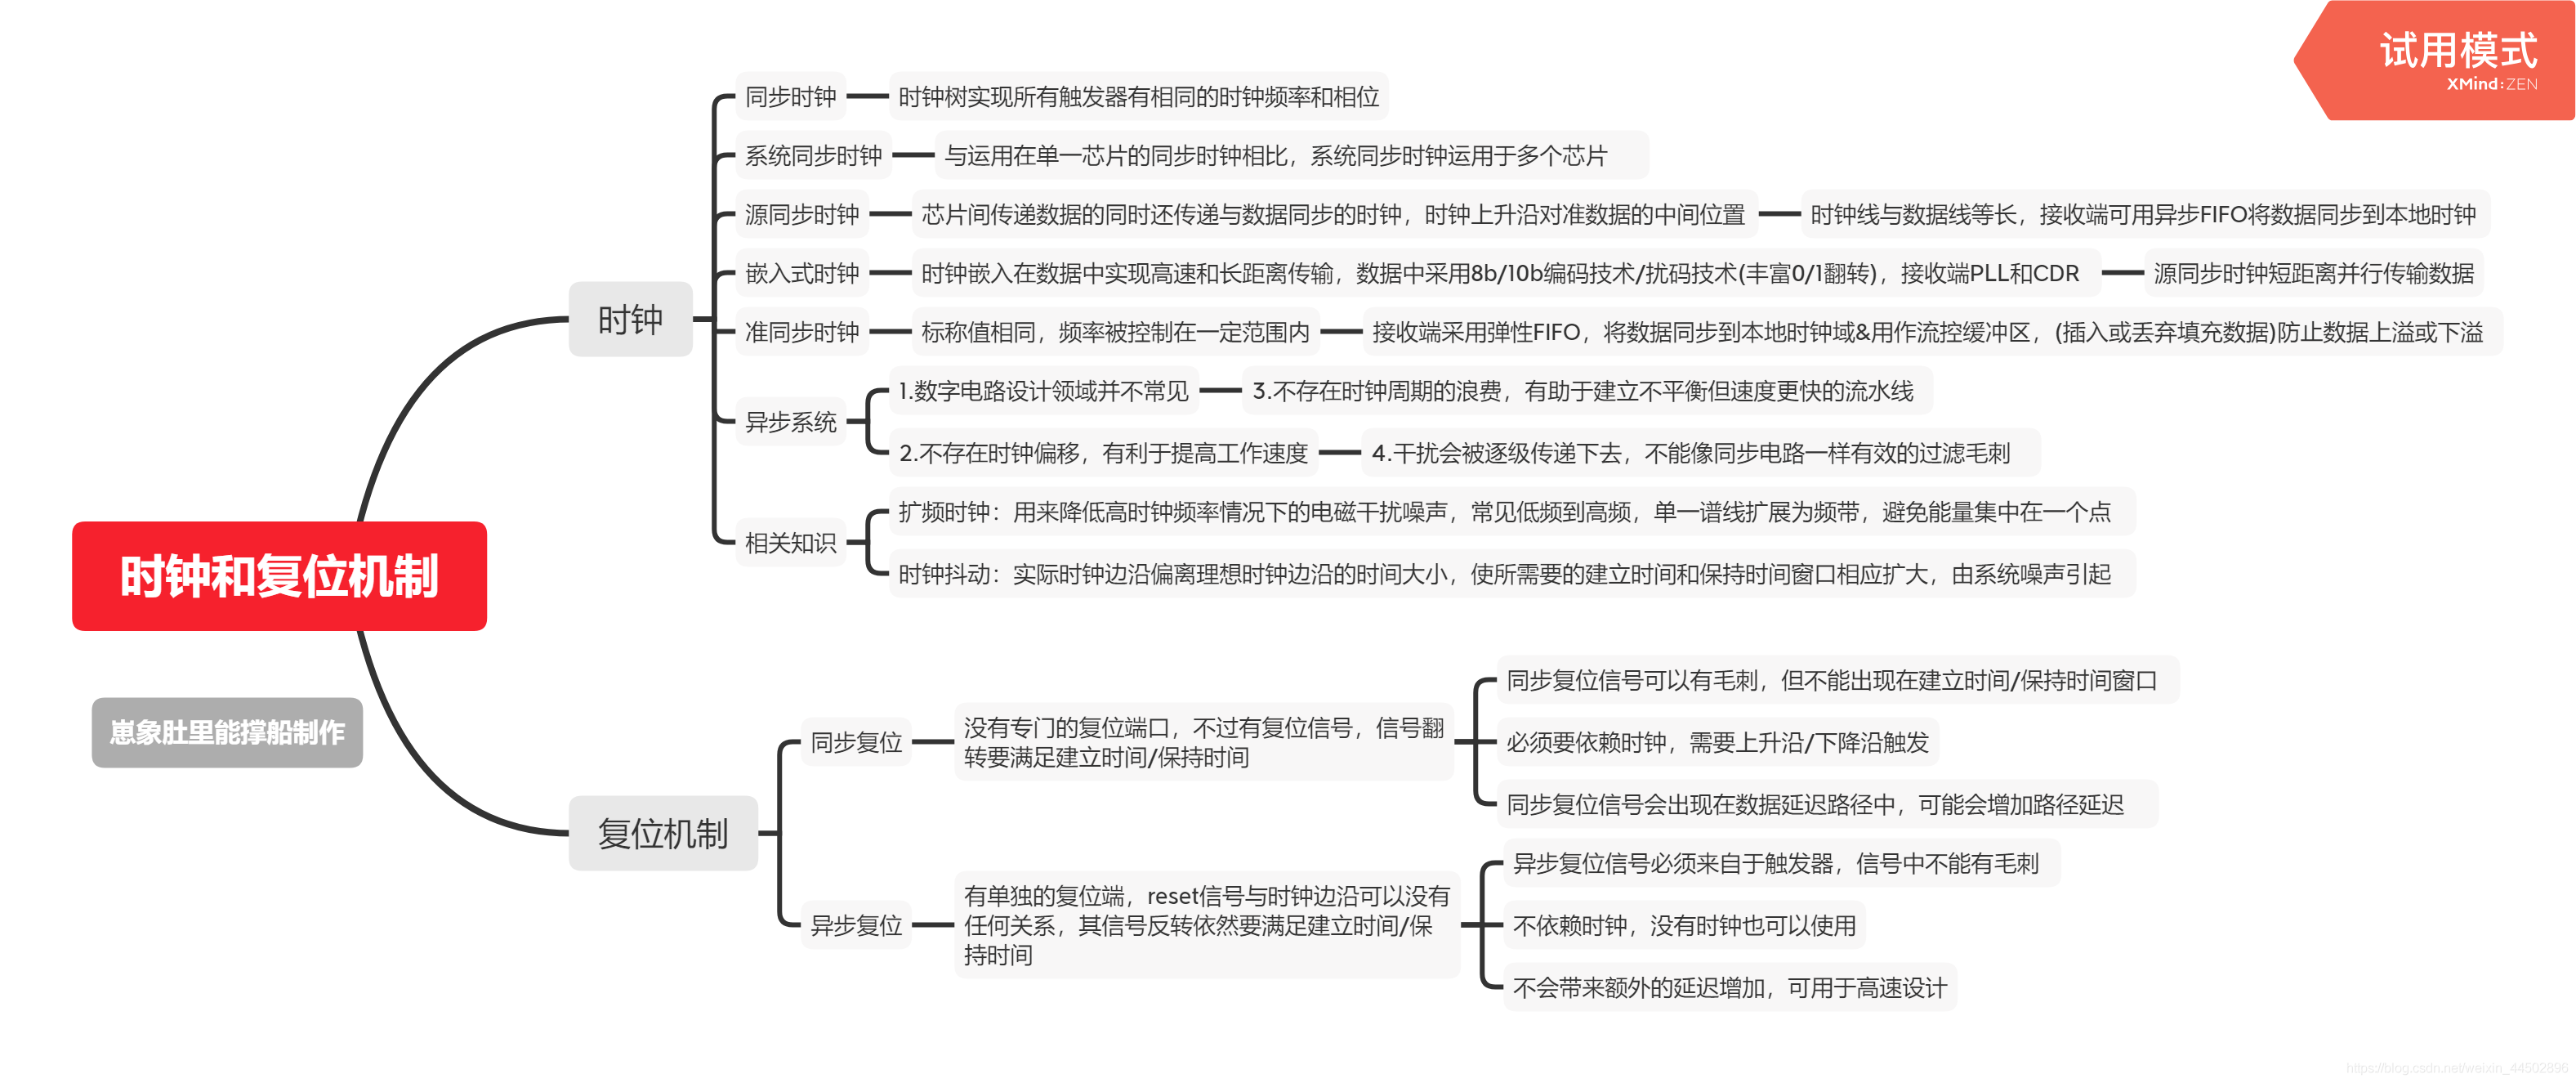 试用模式
XMind:ZEN
时钟和复位机制
崽象肚里能撑船制作
时钟
同步时钟
时钟树实现所有触发器有相同的时钟频率和相位
系统同步时钟
与运用在单一芯片的同步时钟相比，系统同步时钟运用于多个芯片
源同步时钟
芯片间传递数据的同时还传递与数据同步的时钟，时钟上升沿对准数据的中间位置
时钟线与数据线等长，接收端可用异步FIFO将数据同步到本地时钟
嵌入式时钟
时钟嵌入在数据中实现高速和长距离传输，数据中采用8b/10b编码技术/扰码技术(丰富0/1翻转)，接收端PLL和CDR
源同步时钟短距离并行传输数据
准同步时钟
标称值相同，频率被控制在一定范围内
接收端采用弹性FIFO，将数据同步到本地时钟域&用作流控缓冲区，(插入或丢弃填充数据)防止数据上溢或下溢
异步系统
1.数字电路设计领域并不常见
3.不存在时钟周期的浪费，有助于建立不平衡但速度更快的流水线
2.不存在时钟偏移，有利于提高工作速度
4.干扰会被逐级传递下去，不能像同步电路一样有效的过滤毛刺
相关知识
扩频时钟：用来降低高时钟频率情况下的电磁干扰噪声，常见低频到高频，单一谱线扩展为频带，避免能量集中在一个点
时钟抖动：实际时钟边沿偏离理想时钟边沿的时间大小，使所需要的建立时间和保持时间窗口相应扩大，由系统噪声引起
复位机制
同步复位
没有专门的复位端口，不过有复位信号，信号翻
转要满足建立时间/保持时间
同步复位信号可以有毛刺，但不能出现在建立时间/保持时间窗口
必须要依赖时钟，需要上升沿/下降沿触发
同步复位信号会出现在数据延迟路径中，可能会增加路径延迟
异步复位
有单独的复位端，reset信号与时钟边沿可以没有
任何关系，其信号反转依然要满足建立时间/保
持时间
异步复位信号必须来自于触发器，信号中不能有毛刺
不依赖时钟，没有时钟也可以使用
不会带来额外的延迟增加，可用于高速设计
https://blog.csdn.net/weixin_44502896